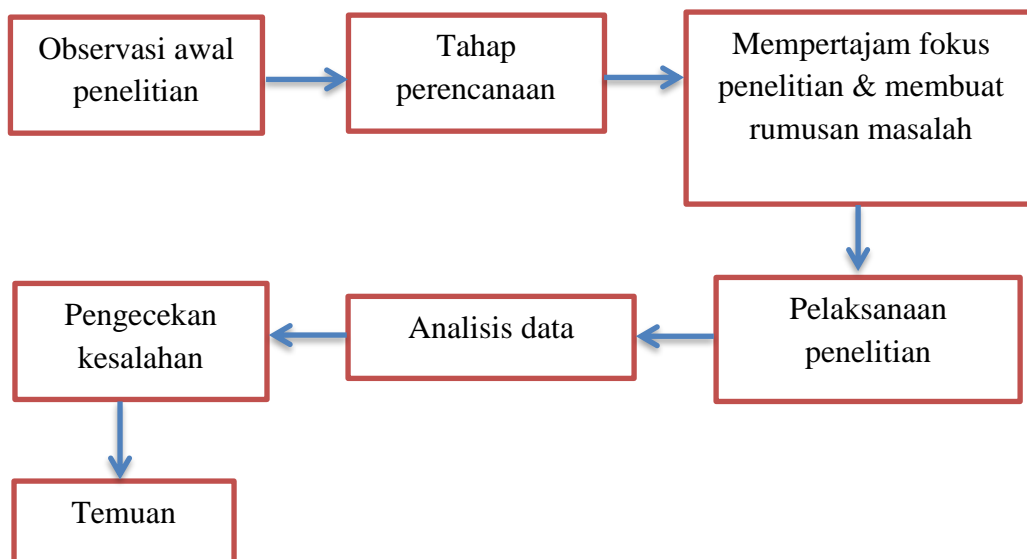 Observasi awal
penelitian
Tahap
perencanaan
Mempertajam fokus
penelitian & membuat
rumusan masalah
Pelaksanaan
penelitian
Analisis data
Pengecekan
kesalahan
Temuan